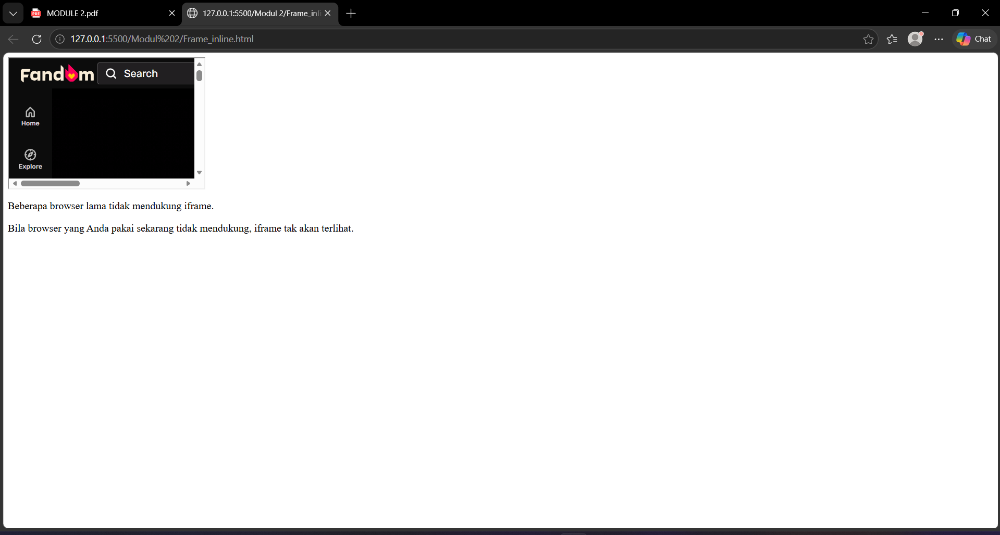 MODULE 2.pdf
127.0.0.1:5500/Modul 2/Frame_inli
127.0.0.1:5500/Modul%202/Frame_inline.html
Chat
Fandom
Search
Home
Explore
Beberapa browser lama tidak mendukung iframe.
Bila browser yang Anda pakai sekarang tidak mendukung, iframe tak akan terlihat.